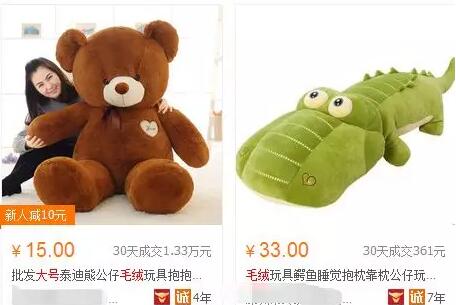 新人减10元
¥ 15.00 30天成交1.33万元
批发大号泰迪熊公仔毛绒玩具抱抱...
诚 4年
¥ 33.00 30天成交361元
毛绒玩具鳄鱼睡觉抱枕靠枕公仔玩...
诚 7年